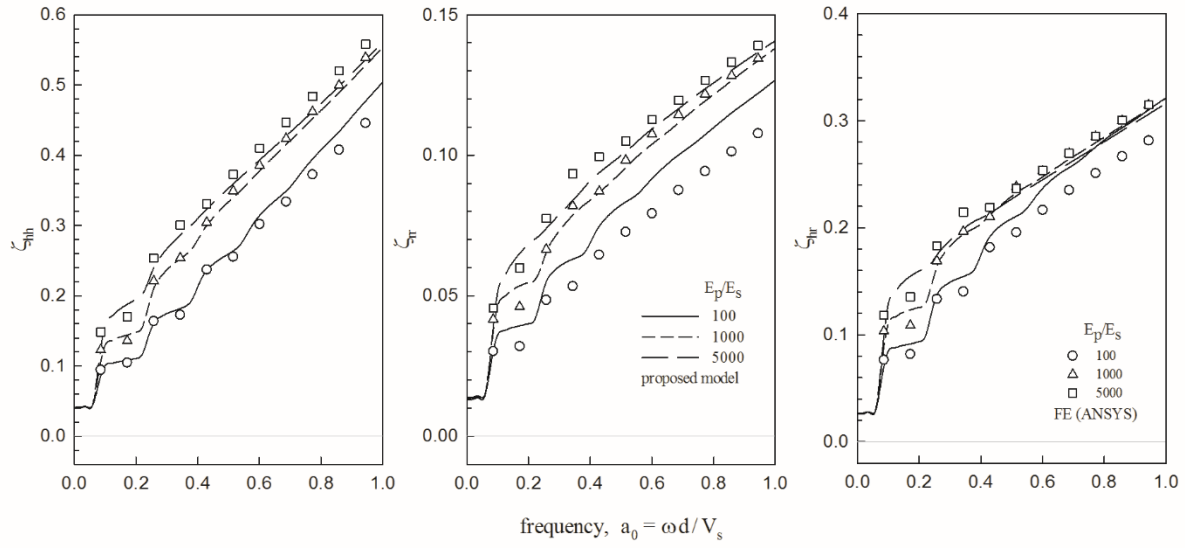 0.6
0.5
0.4
0.3
0.2
0.1
0.0
ζhh
0.0 0.2 0.4 0.6 0.8 1.0
0.15
0.10
0.05
0.00
ζrr
Ep/Es
100
1000
5000
proposed model
0.0 0.2 0.4 0.6 0.8 1.0
0.4
0.3
0.2
0.1
0.0
ζhr
Ep/Es
100
1000
5000
FE (ANSYS)
0.0 0.2 0.4 0.6 0.8 1.0
frequency, a0 = ωd/Vs